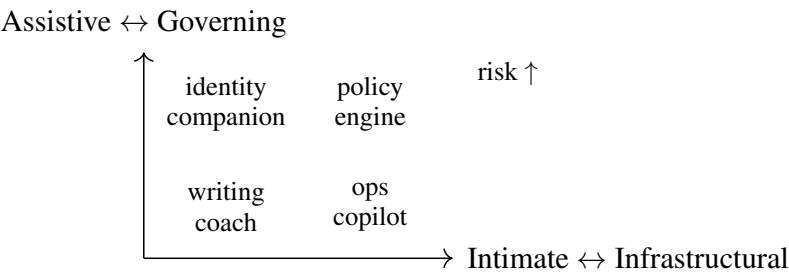 Assistive ↔ Governing
identity
companion
policy
engine
risk ↑
writing
coach
ops
copilot
Intimate ↔ Infrastructural